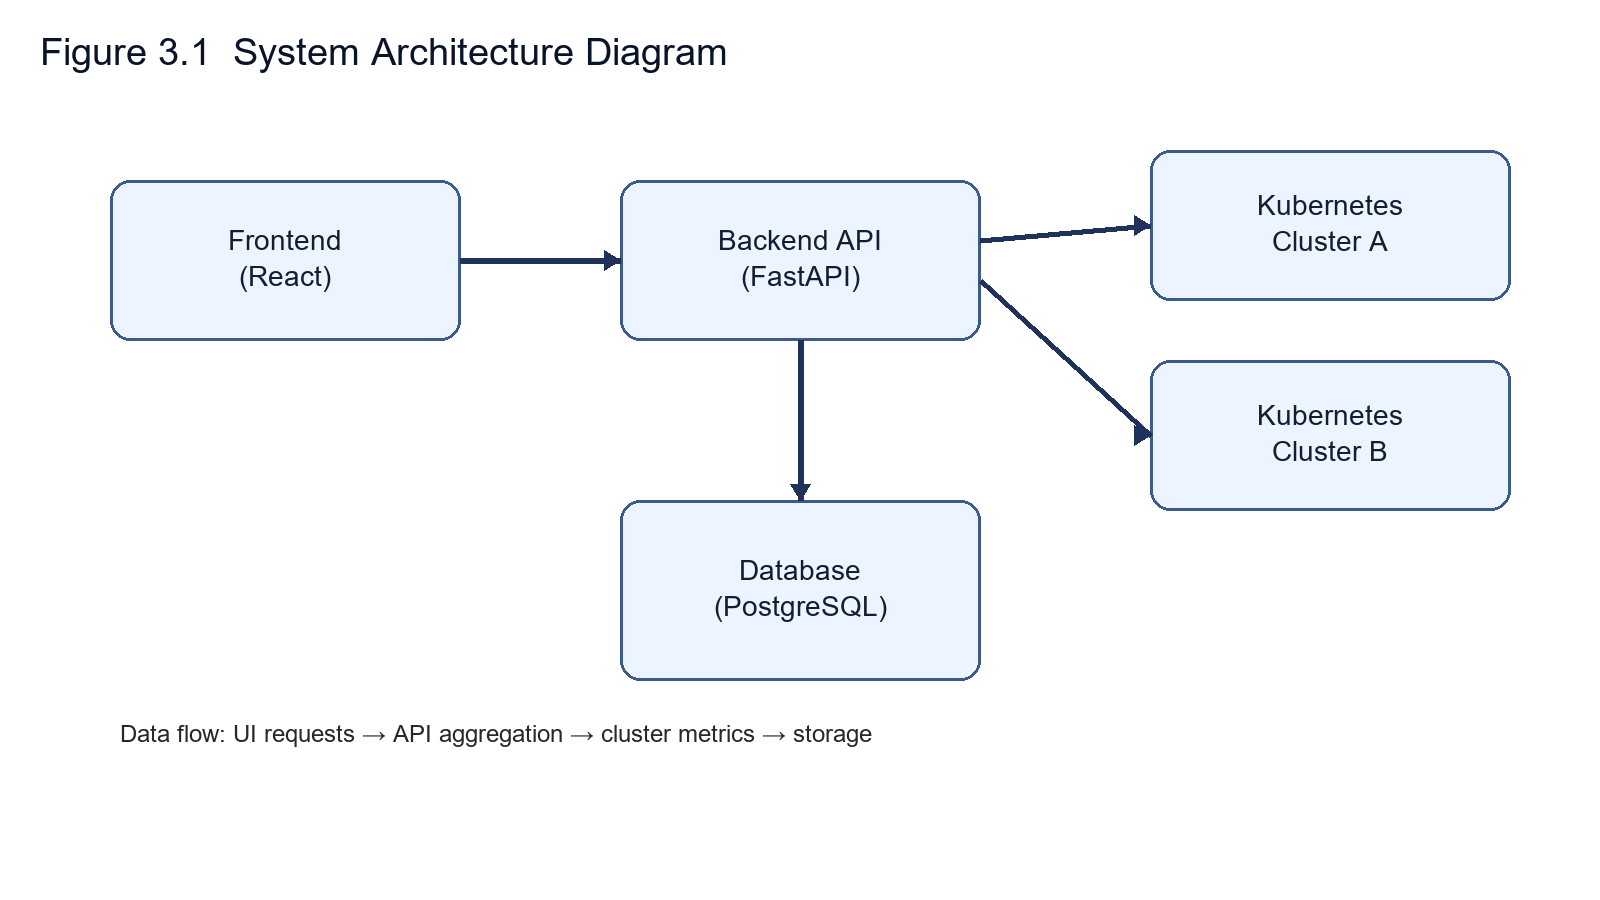 Figure 3.1  System Architecture Diagram
Frontend
(React)
Backend API
(FastAPI)
Kubernetes
Cluster A
Kubernetes
Cluster B
Database
(PostgreSQL)
Data flow: UI requests → API aggregation → cluster metrics → storage